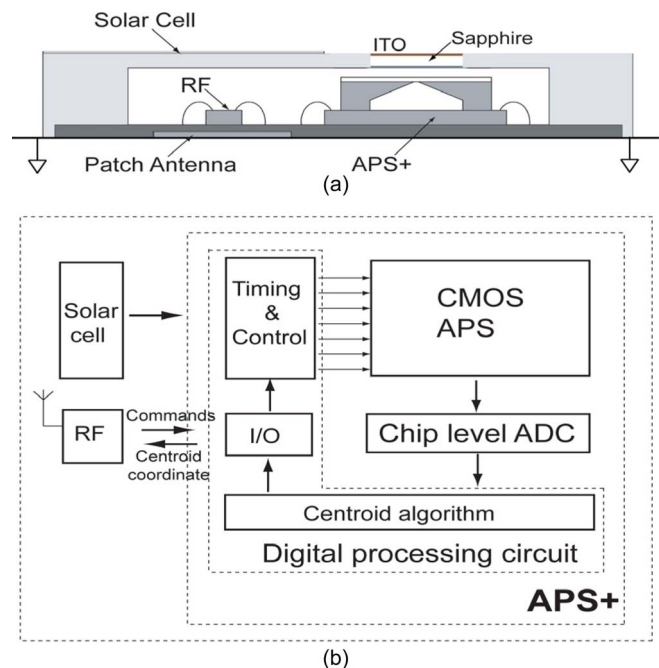 Solar Cell
ITO
Sapphire
RF
Patch Antenna
APS+
(a)
Solar
cell
Timing
&
Control
CMOS
APS
RF
Commands
Centroid
coordinate
I/O
Chip level ADC
Centroid algorithm
Digital processing circuit
APS+
(b)